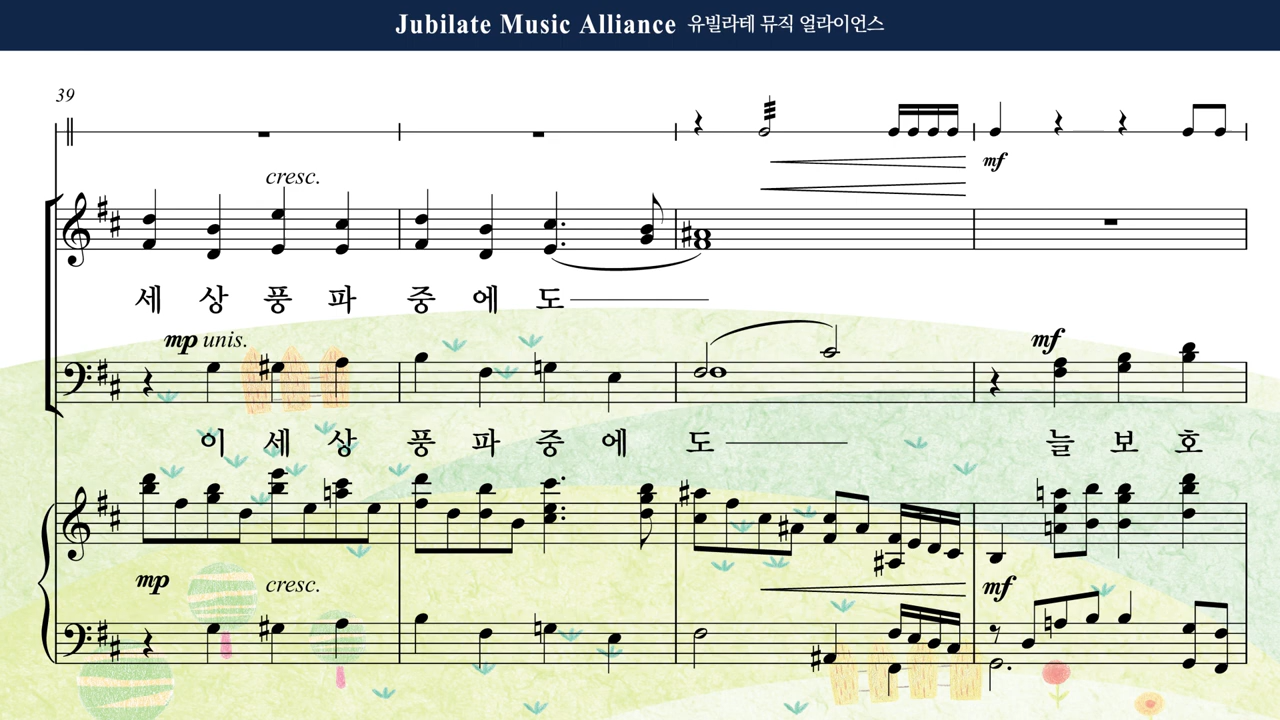 Jubilate Music Alliance 유빌라테 뮤직 얼라이언스
39
mf
cresc.
세 상 풍 파 중 에 도
mp unis.
mf
이 세 상 풍 파 중 에 도 늘 보 호
mp cresc. mf